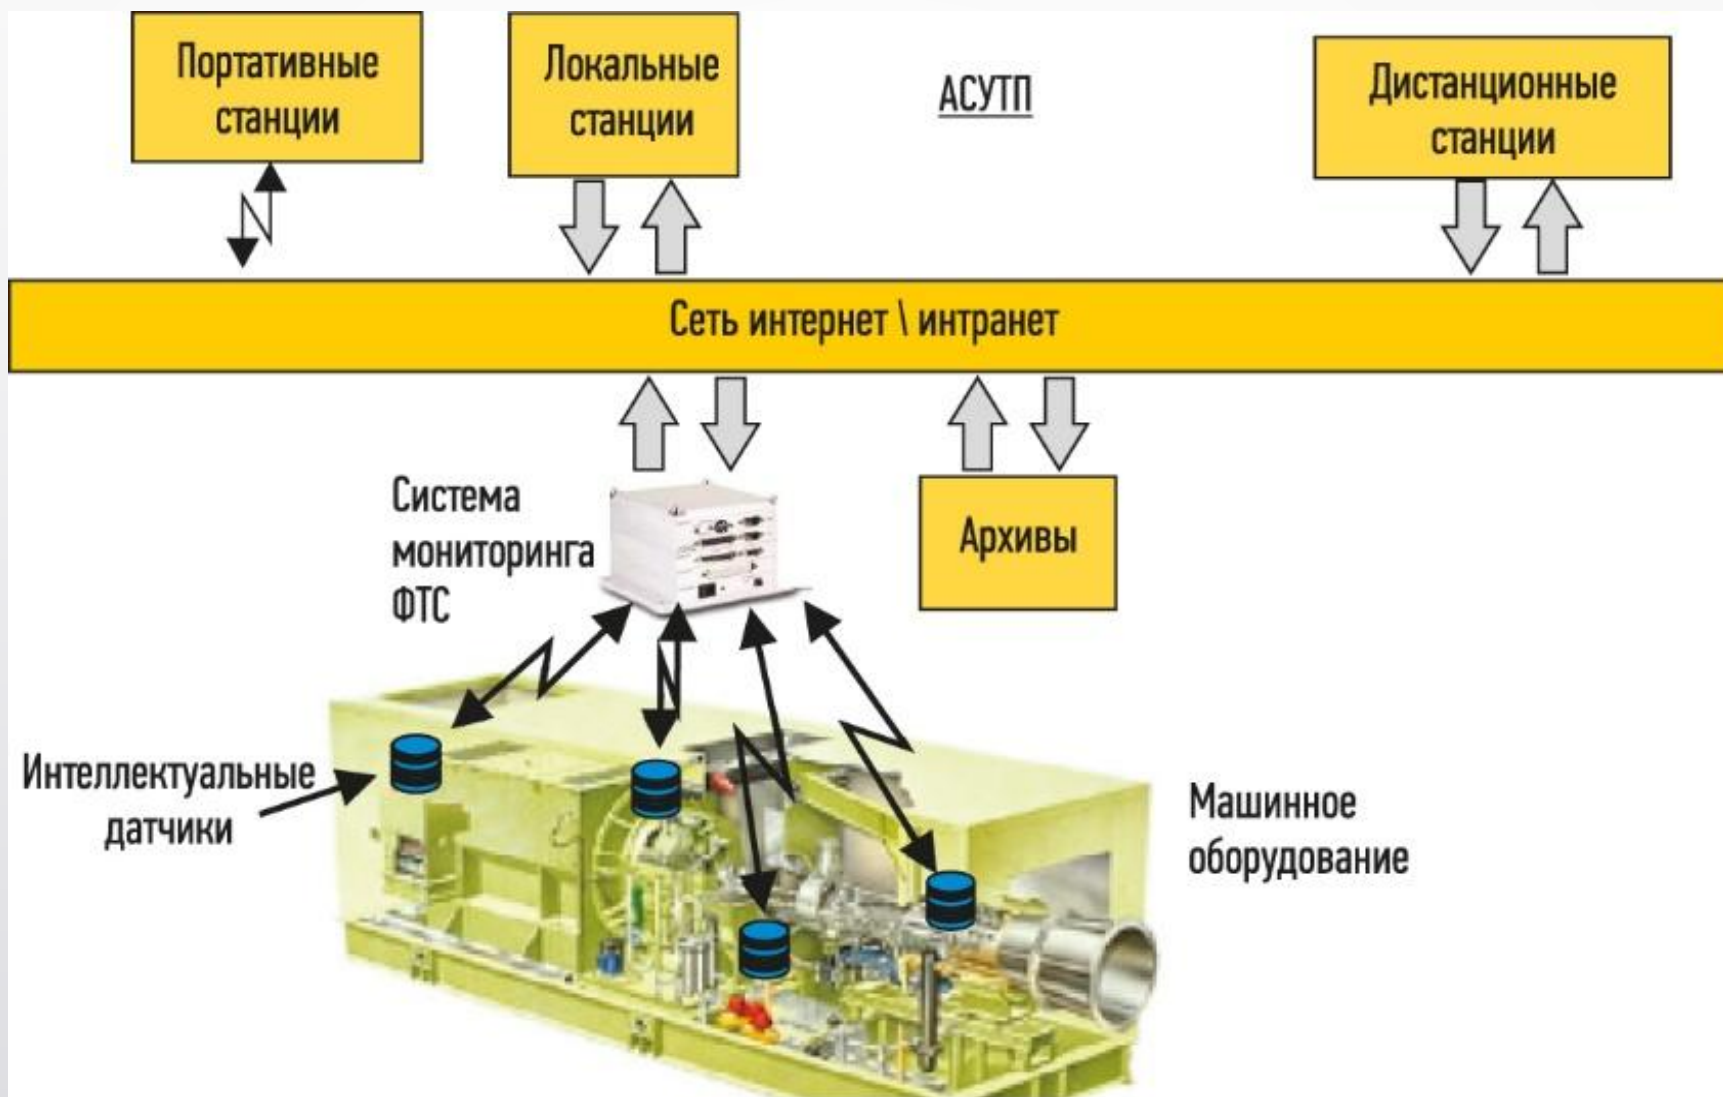 Портативные
станции
Локальные
станции
АСУТП
Дистанционные
станции
Сеть интернет \ интранет
Система
мониторинга
ФТС
Архивы
Интеллектуальные
датчики
Машинное
оборудование